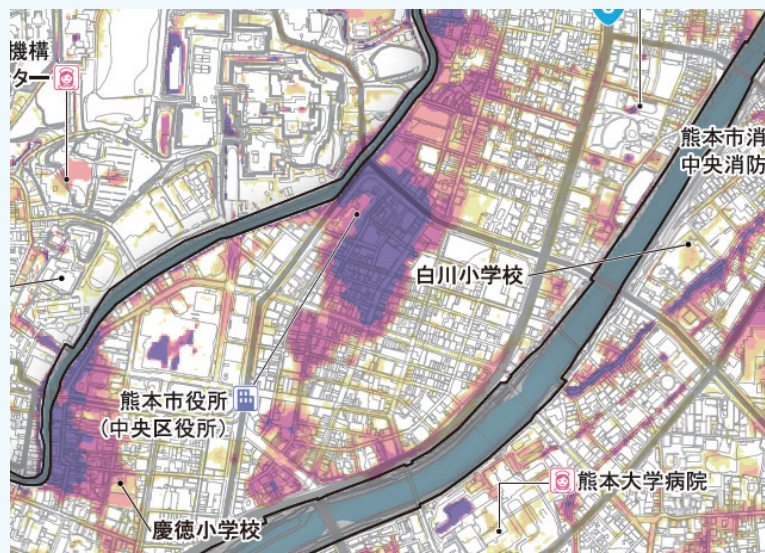 機構
ター
熊本市消
中央消防
白川小学校
熊本市役所
（中央区役所）
熊本大学病院
慶徳小学校